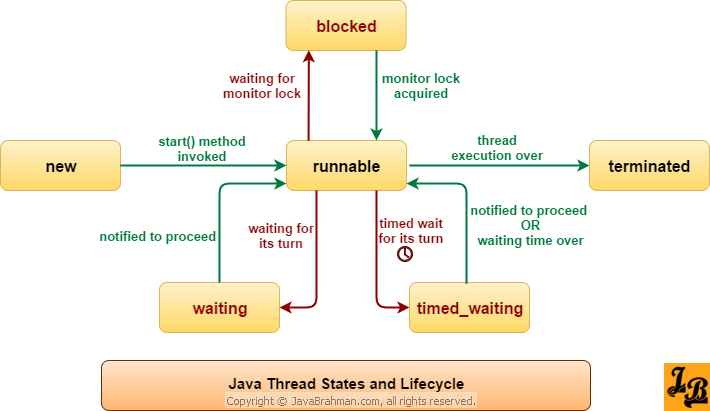 blocked
waiting for
monitor lock
monitor lock
acquired
start() method
invoked
thread
execution over
new
runnable
terminated
notified to proceed
waiting for
its turn
timed wait
for its turn
notified to proceed
OR
waiting time over
waiting
timed_waiting
Java Thread States and Lifecycle
Copyright © JavaBrahman.com, all rights reserved.
JB